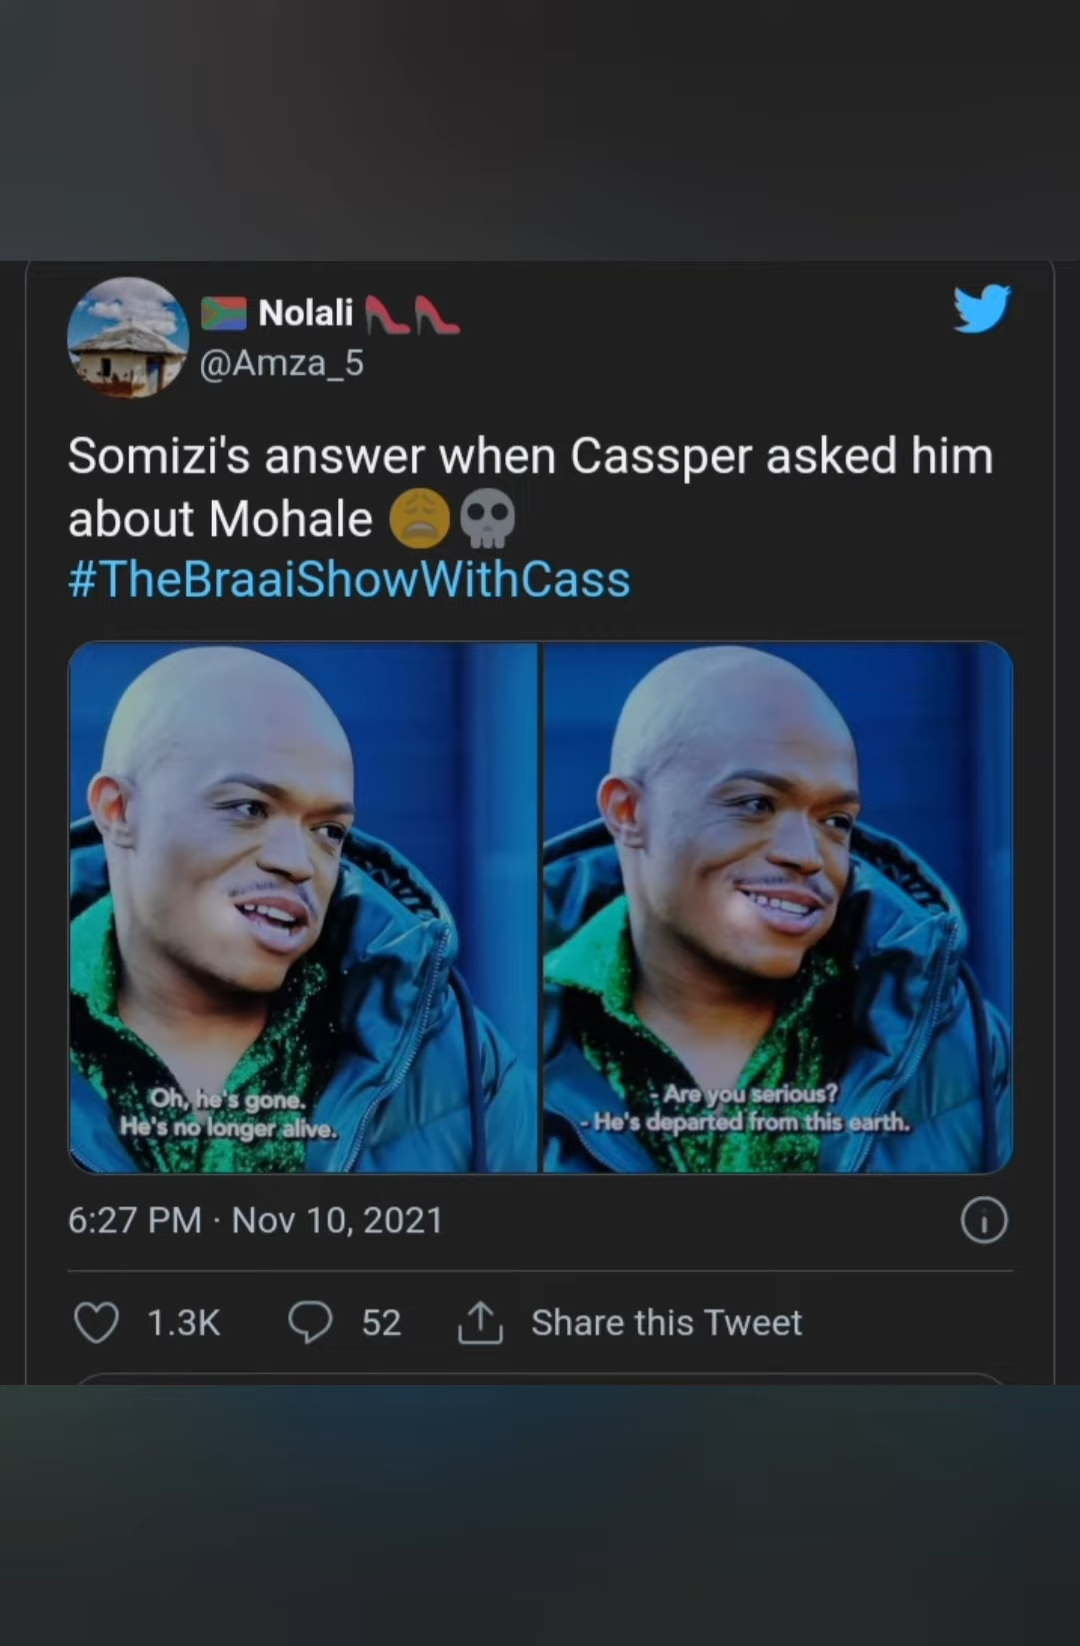 🇿🇦 Nolali 👠👠
@Amza_5
Somizi's answer when Cassper asked him
about Mohale 😩💀
#TheBraaiShowWithCass
Oh, he's gone.
He's no longer alive.
- Are you serious?
- He's departed from this earth.
6:27 PM · Nov 10, 2021
1.3K 52 Share this Tweet